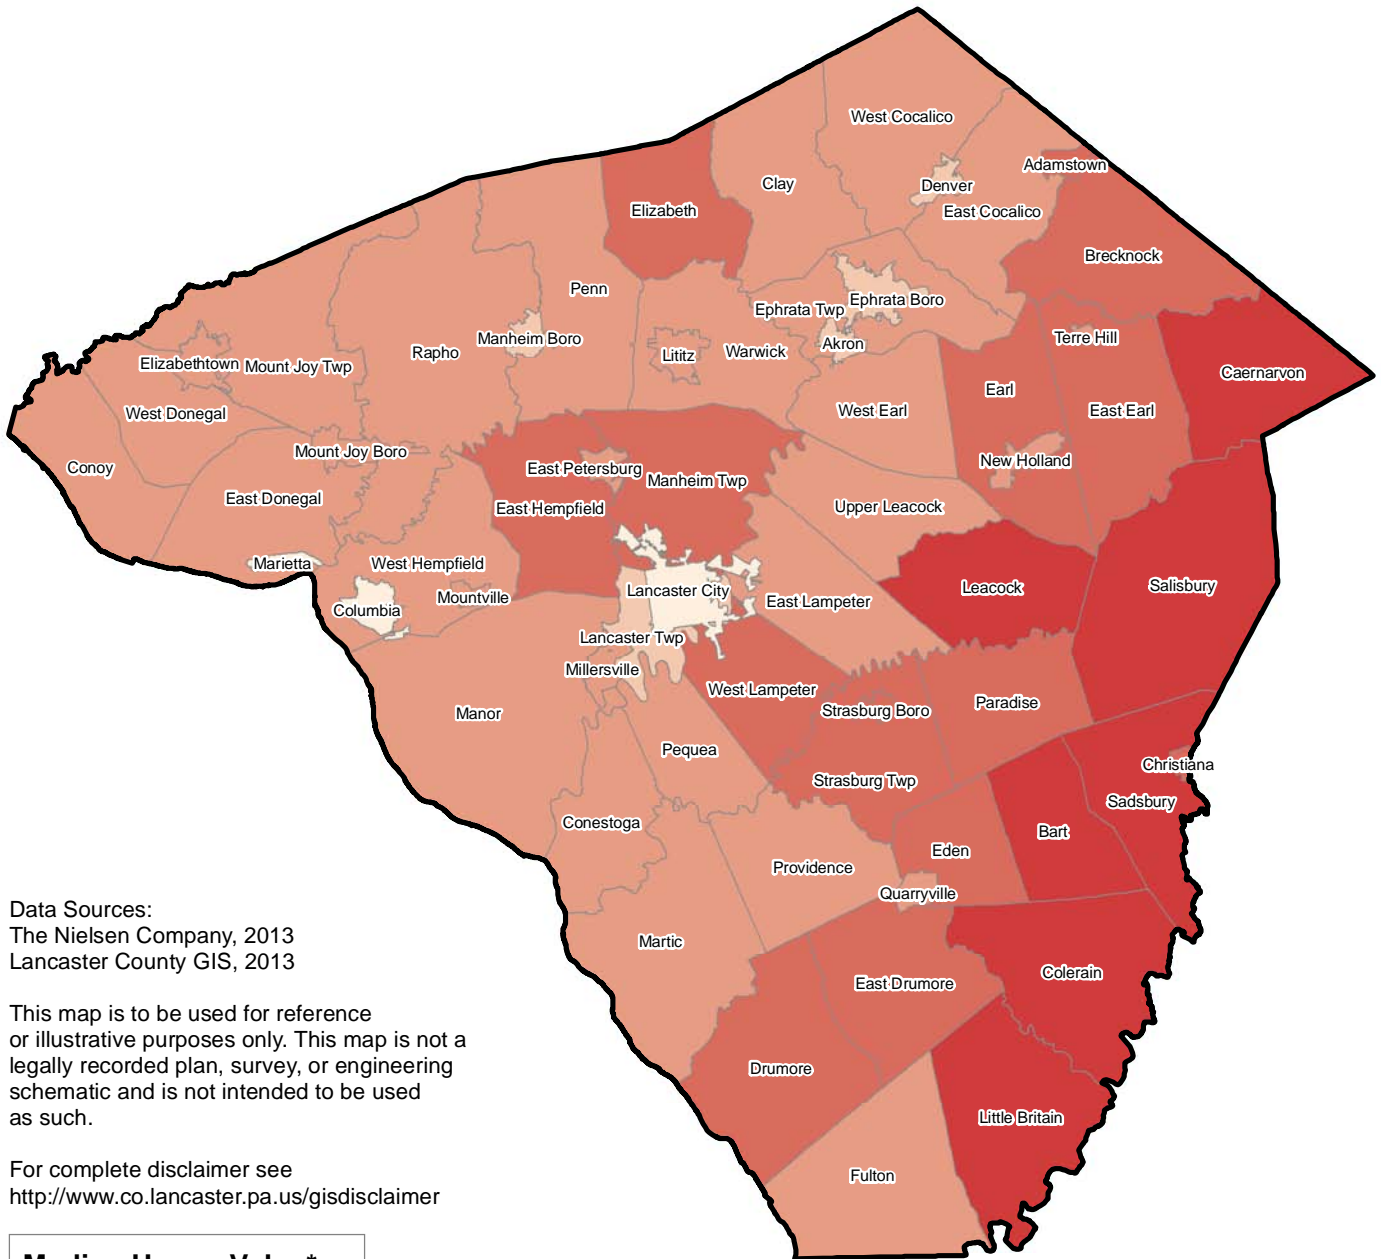 West Cocalico
Adamstown
Clay
Denver
Elizabeth
East Cocalico
Brecknock
Penn
Ephrata Boro
Ephrata Twp
Manheim Boro
Terre Hill
Akron
Rapho
Lititz
Warwick
Elizabethtown
Mount Joy Twp
Caernarvon
Earl
West Earl
East Earl
West Donegal
Mount Joy Boro
New Holland
Conoy
East Petersburg
Manheim Twp
East Donegal
East Hempfield
Upper Leacock
Marietta
West Hempfield
Leacock
Salisbury
Lancaster City
Mountville
East Lampeter
Columbia
Lancaster Twp
Millersville
West Lampeter
Paradise
Strasburg Boro
Manor
Pequea
Christiana
Strasburg Twp
Sadsbury
Conestoga
Bart
Eden
Providence
Quarryville
Martic
Colerain
East Drumore
Drumore
Little Britain
Fulton
Data Sources:
The Nielsen Company, 2013
Lancaster County GIS, 2013
This map is to be used for reference
or illustrative purposes only. This map is not a
legally recorded plan, survey, or engineering
schematic and is not intended to be used
as such.
For complete disclaimer see
http://www.co.lancaster.pa.us/gisdisclaimer
Median Home Value*